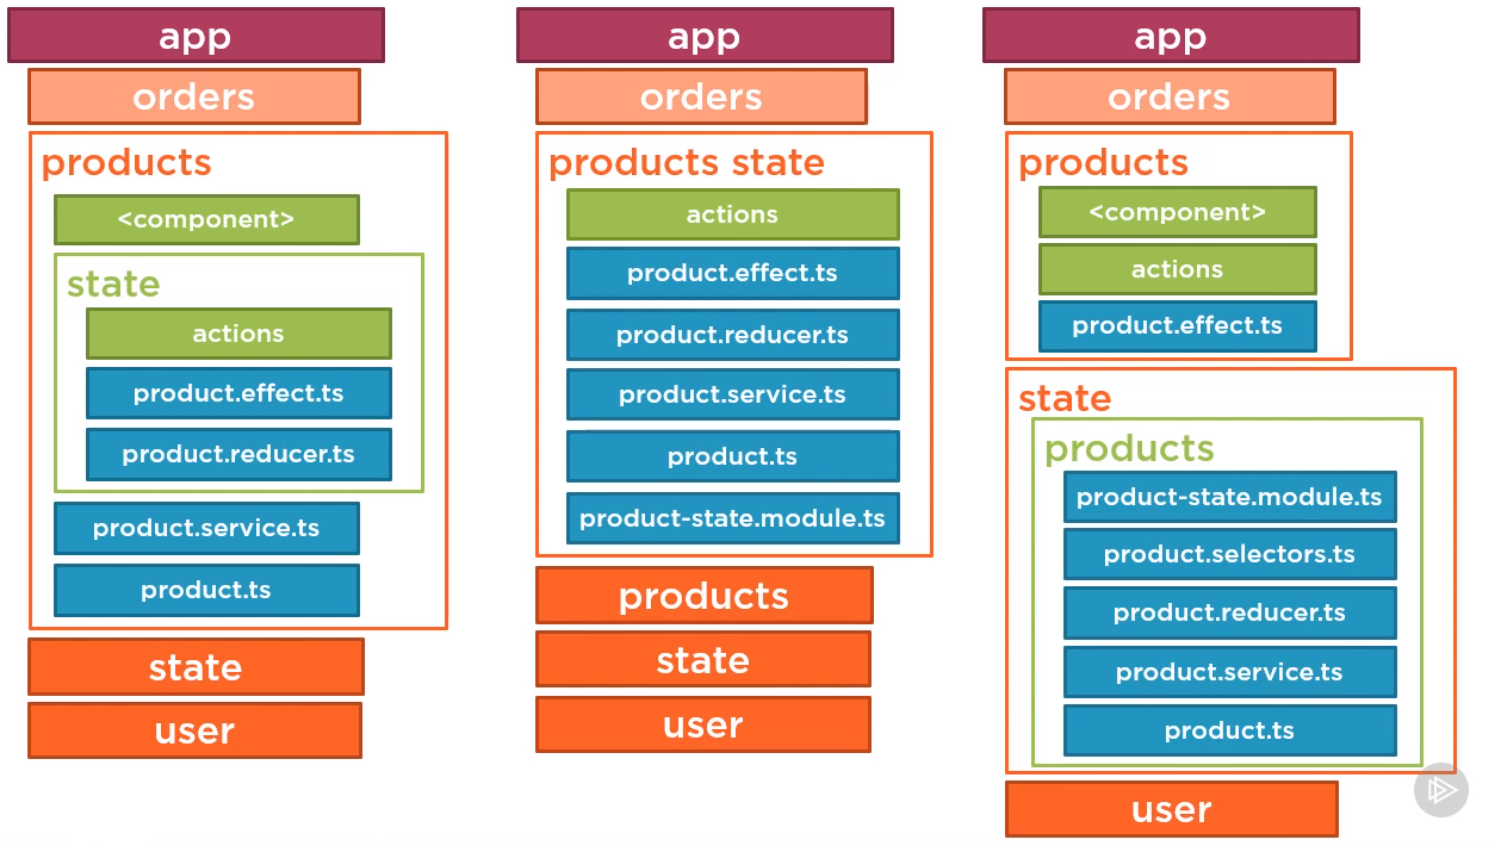 app
orders
products
<component>
state
actions
product.effect.ts
product.reducer.ts
product.service.ts
product.ts
state
user
app
orders
products state
actions
product.effect.ts
product.reducer.ts
product.service.ts
product.ts
product-state.module.ts
products
state
user
app
orders
products
<component>
actions
product.effect.ts
state
products
product-state.module.ts
product.selectors.ts
product.reducer.ts
product.service.ts
product.ts
user